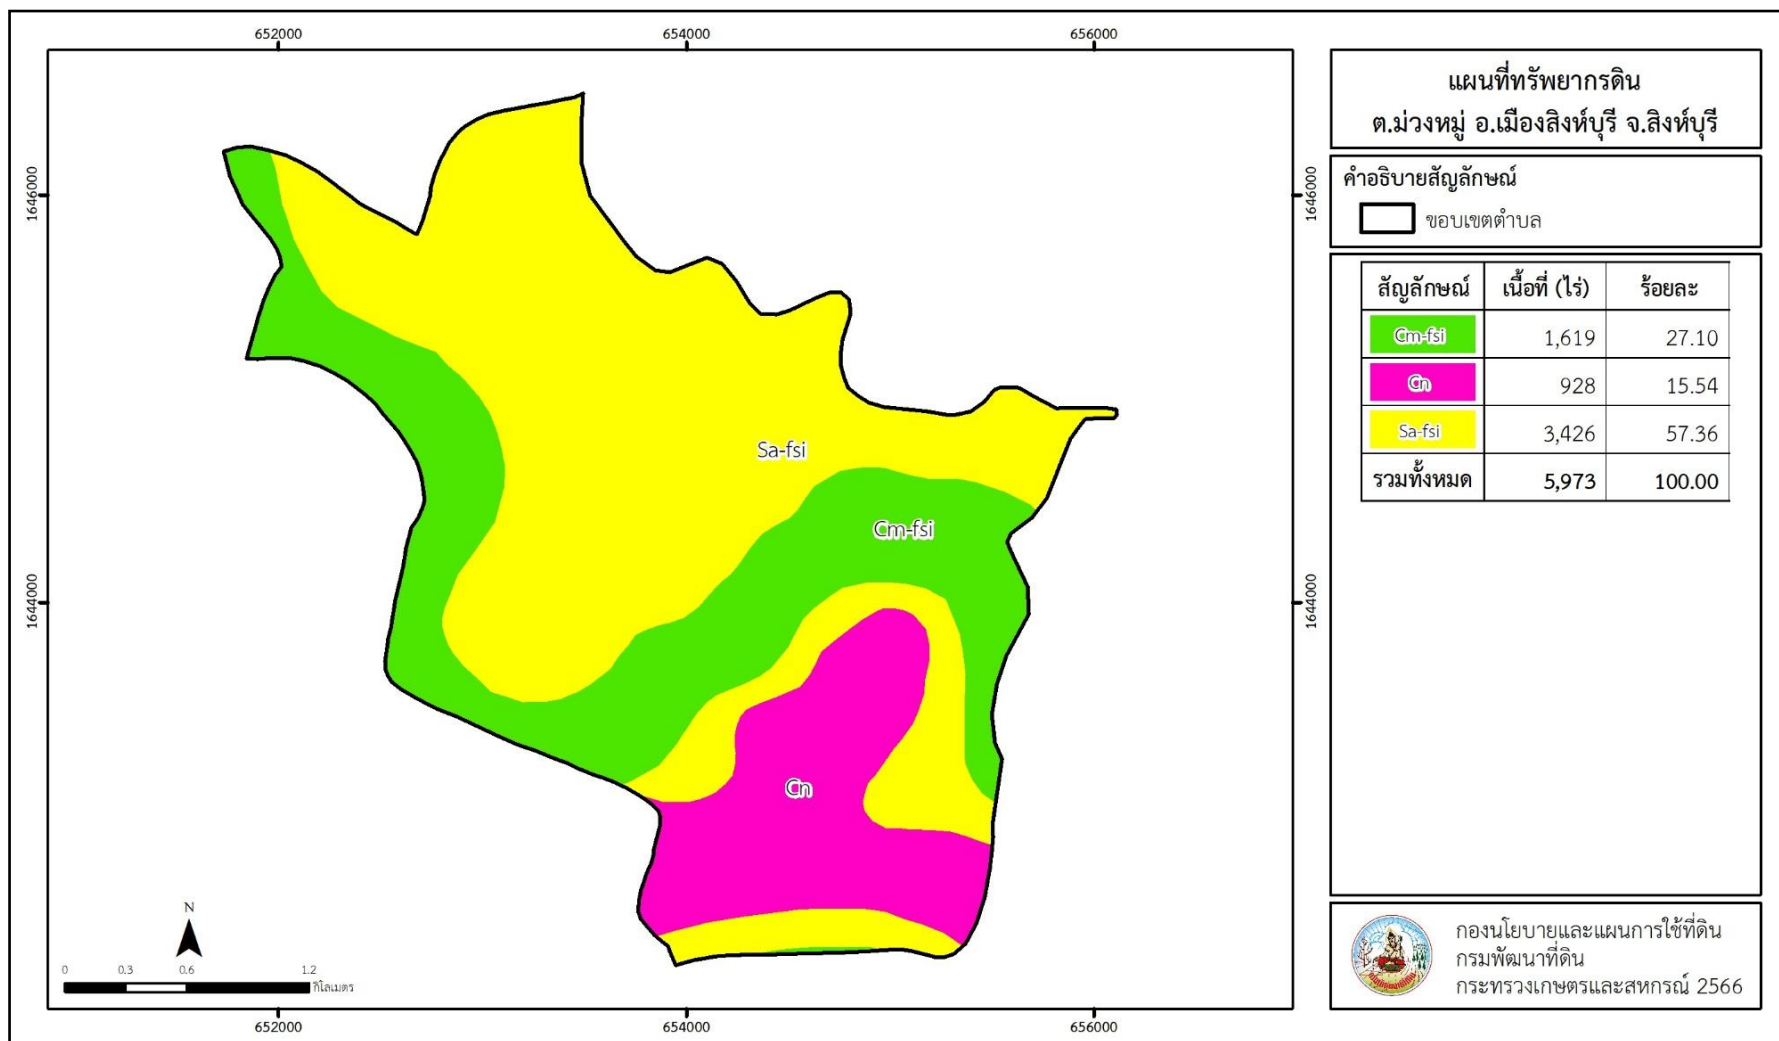 652000
654000
656000
1646000
1646000
1644000
1644000
Sa-fsi
Cm-fsi
Cn
N
0 0.3 0.6 1.2
กิโลเมตร
652000
654000
656000
แผนที่ทรัพยากรดิน
ต.ม่วงหมู่ อ.เมืองสิงห์บุรี จ.สิงห์บุรี
คำอธิบายสัญลักษณ์
ขอบเขตตำบล
สัญลักษณ์ เนื้อที่ (ไร่) ร้อยละ
Cm-fsi 1,619 27.10
Cn 928 15.54
Sa-fsi 3,426 57.36
รวมทั้งหมด 5,973 100.00
กองนโยบายและแผนการใช้ที่ดิน
กรมพัฒนาที่ดิน
กระทรวงเกษตรและสหกรณ์ 2566